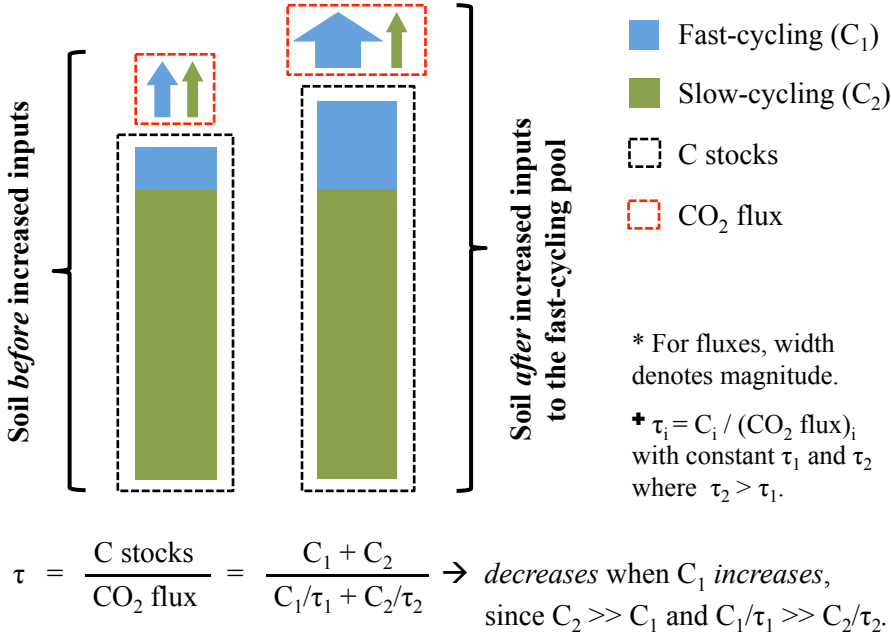 Soil before increased inputs
Soil after increased inputs
to the fast-cycling pool
Fast-cycling (C₁)
Slow-cycling (C₂)
C stocks
CO₂ flux
* For fluxes, width
denotes magnitude.
✚ τᵢ = Cᵢ / (CO₂ flux)ᵢ
with constant τ₁ and τ₂
where τ₂ > τ₁.
τ = C stocks / CO₂ flux = (C₁ + C₂) / (C₁/τ₁ + C₂/τ₂) → decreases when C₁ increases,
since C₂ >> C₁ and C₁/τ₁ >> C₂/τ₂.